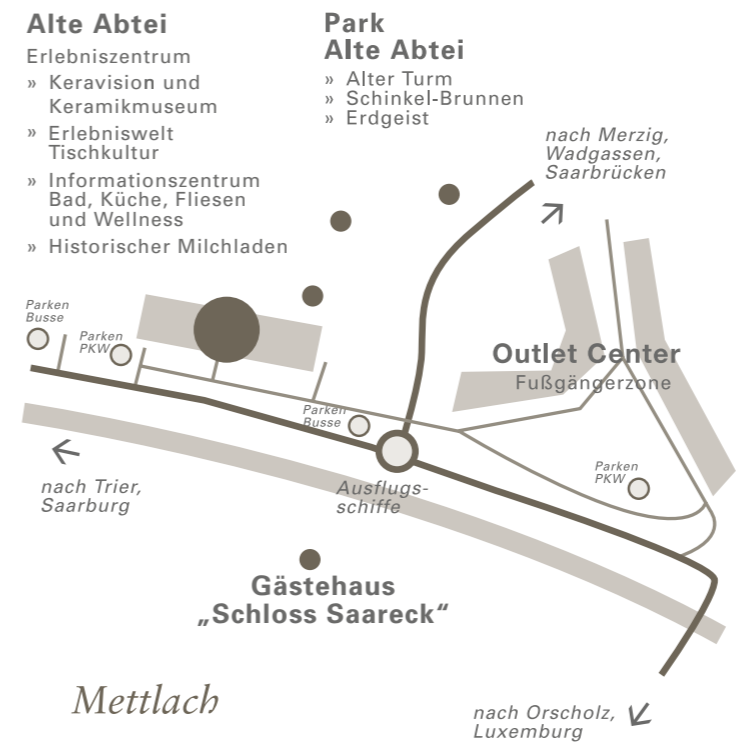 Alte Abtei
Erlebniszentrum
» Keravision und
Keramikmuseum
» Erlebniswelt
Tischkultur
» Informationszentrum
Bad, Küche, Fliesen
und Wellness
» Historischer Milchladen
Park
Alte Abtei
» Alter Turm
» Schinkel-Brunnen
» Erdgeist
nach Merzig,
Wadgassen,
Saarbrücken
Parken
Busse
Parken
PKW
Outlet Center
Fußgängerzone
Parken
Busse
Parken
PKW
nach Trier,
Saarburg
Ausflugs-
schiffe
Gästehaus
„Schloss Saareck“
Mettlach
nach Orscholz,
Luxemburg